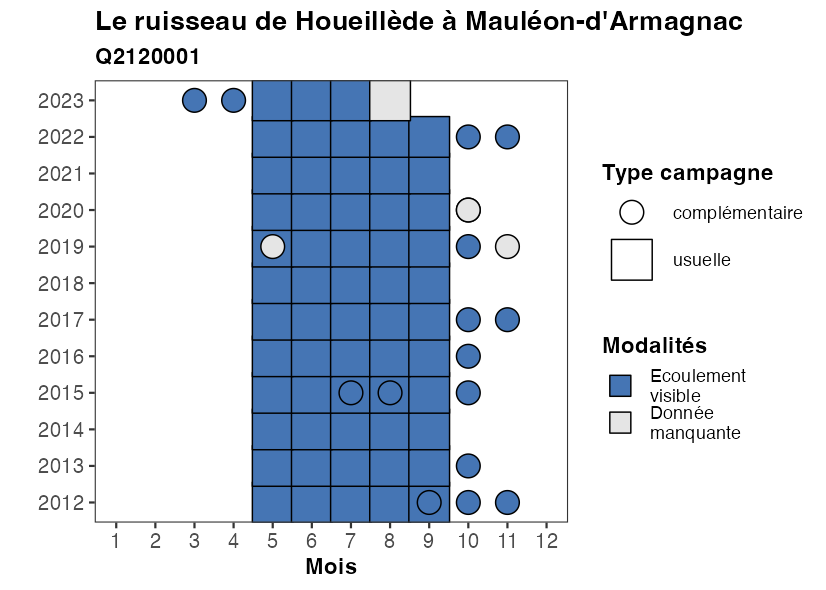 Le ruisseau de Houeillède à Mauléon-d'Armagnac
Q2120001
2023
2022
2021
2020
2019
2018
2017
2016
2015
2014
2013
2012
1 2 3 4 5 6 7 8 9 10 11 12
Mois
Type campagne
complémentaire
usuelle
Modalités
Ecoulement
visible
Donnée
manquante